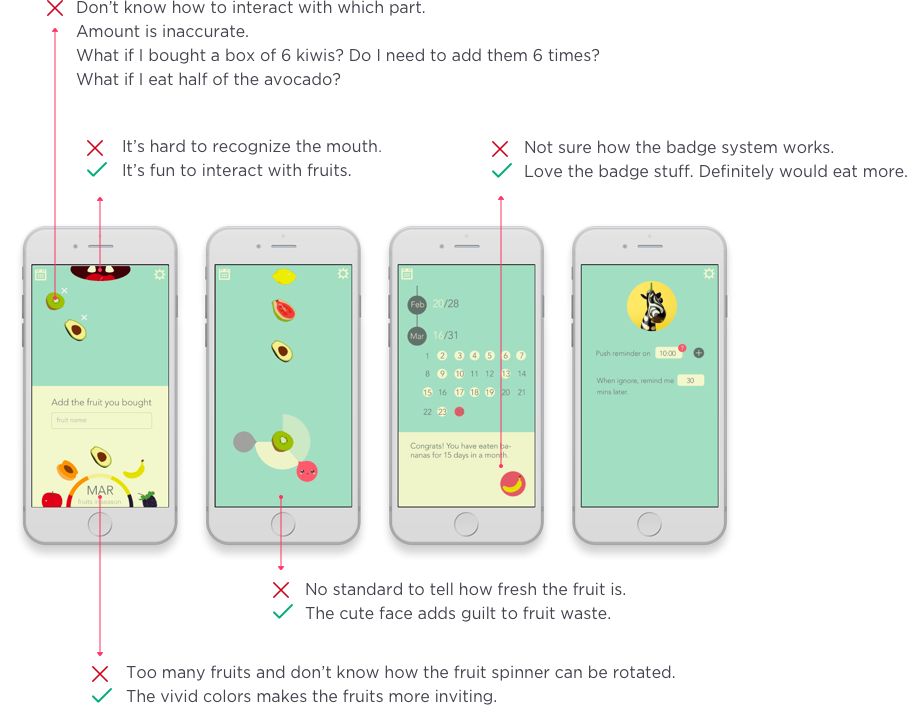 Don't know how to interact with which part.
Amount is inaccurate.
What if I bought a box of 6 kiwis? Do I need to add them 6 times?
What if I eat half of the avocado?
It's hard to recognize the mouth.
It's fun to interact with fruits.
Not sure how the badge system works.
Love the badge stuff. Definitely would eat more.
Add the fruit you bought
fruit name
MAR
fruits in season
Feb 20/28
Mar 16/31
1 2 3 4 5 6 7
8 9 10 11 12 13 14
15 16 17 18 19 20 21
22 23
Congrats! You have eaten ba-
nanas for 15 days in a month.
Push reminder on 10:00 ? +
When ignore, remind me 30
mins later.
No standard to tell how fresh the fruit is.
The cute face adds guilt to fruit waste.
Too many fruits and don't know how the fruit spinner can be rotated.
The vivid colors makes the fruits more inviting.